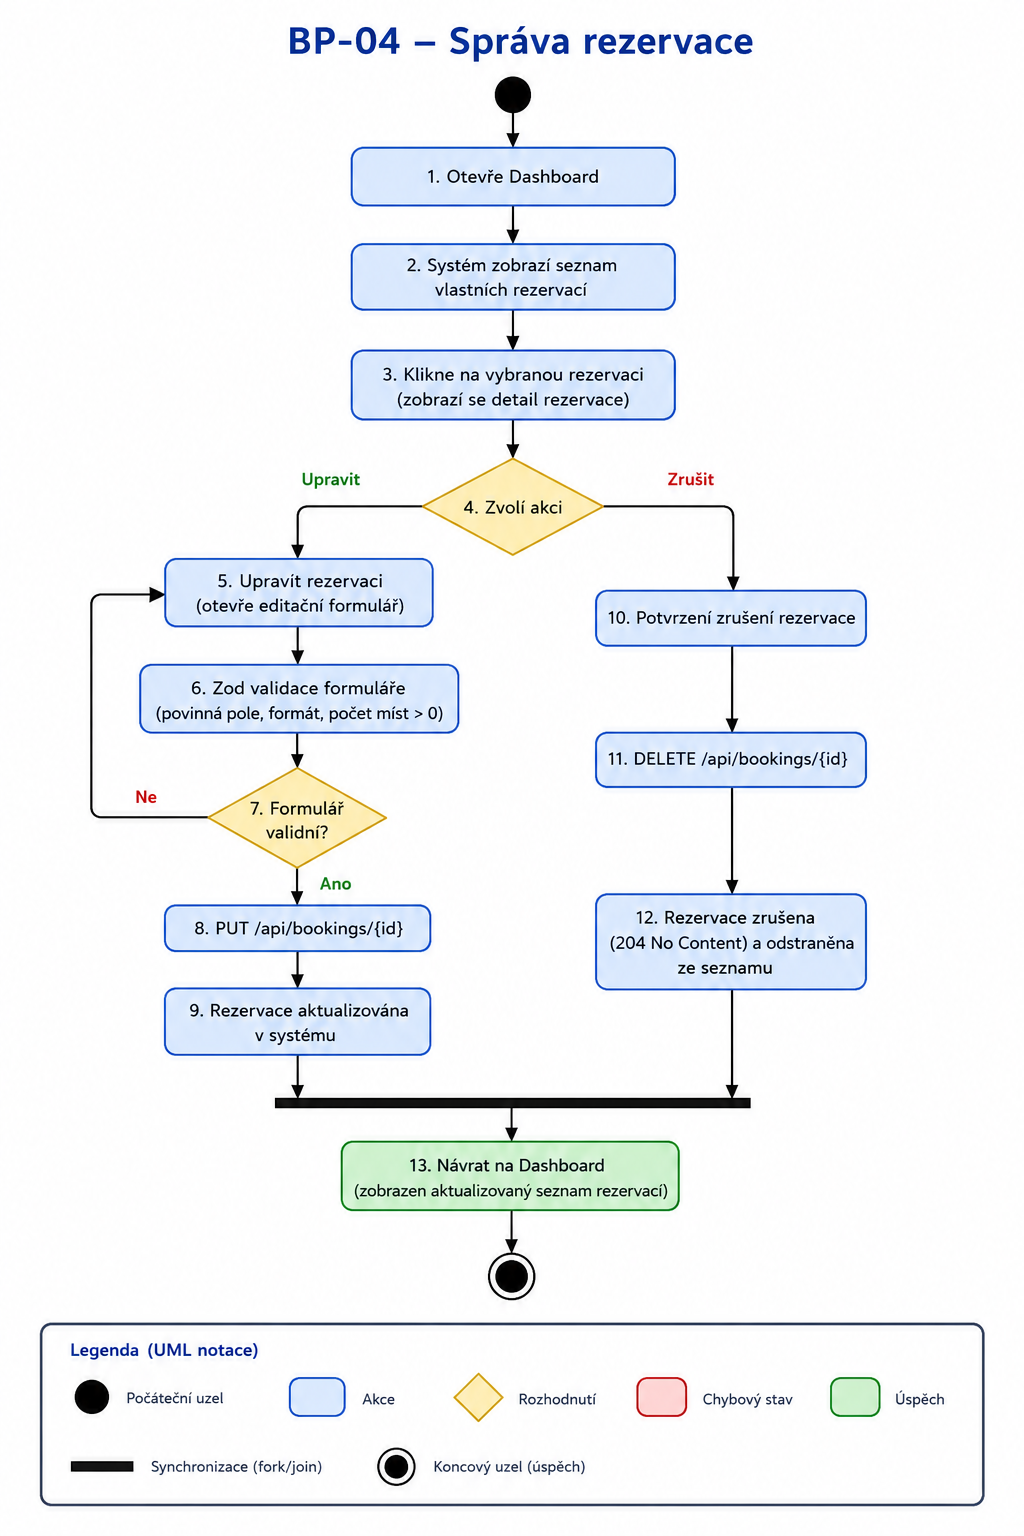 BP-04 – Správa rezervace
1. Otevře Dashboard
2. Systém zobrazí seznam
vlastních rezervací
3. Klikne na vybranou rezervaci
(zobrazí se detail rezervace)
Upravit
Zrušit
4. Zvolí akci
5. Upravít rezervaci
(otevře editační formulář)
10. Potvrzení zrušení rezervace
6. Zod validace formuláře
(povinná pole, formát, počet míst > 0)
11. DELETE /api/bookings/{id}
Ne
7. Formulář
validní?
Ano
8. PUT /api/bookings/{id}
12. Rezervace zrušena
(204 No Content) a odstraněna
ze seznamu
9. Rezervace aktualizována
v systému
13. Návrat na Dashboard
(zobrazen aktualizovaný seznam rezervací)
Legenda (UML notace)
Počáteční uzel
Akce
Rozhodnutí
Chybový stav
Úspěch
Synchronizace (fork/join)
Koncový uzel (úspěch)